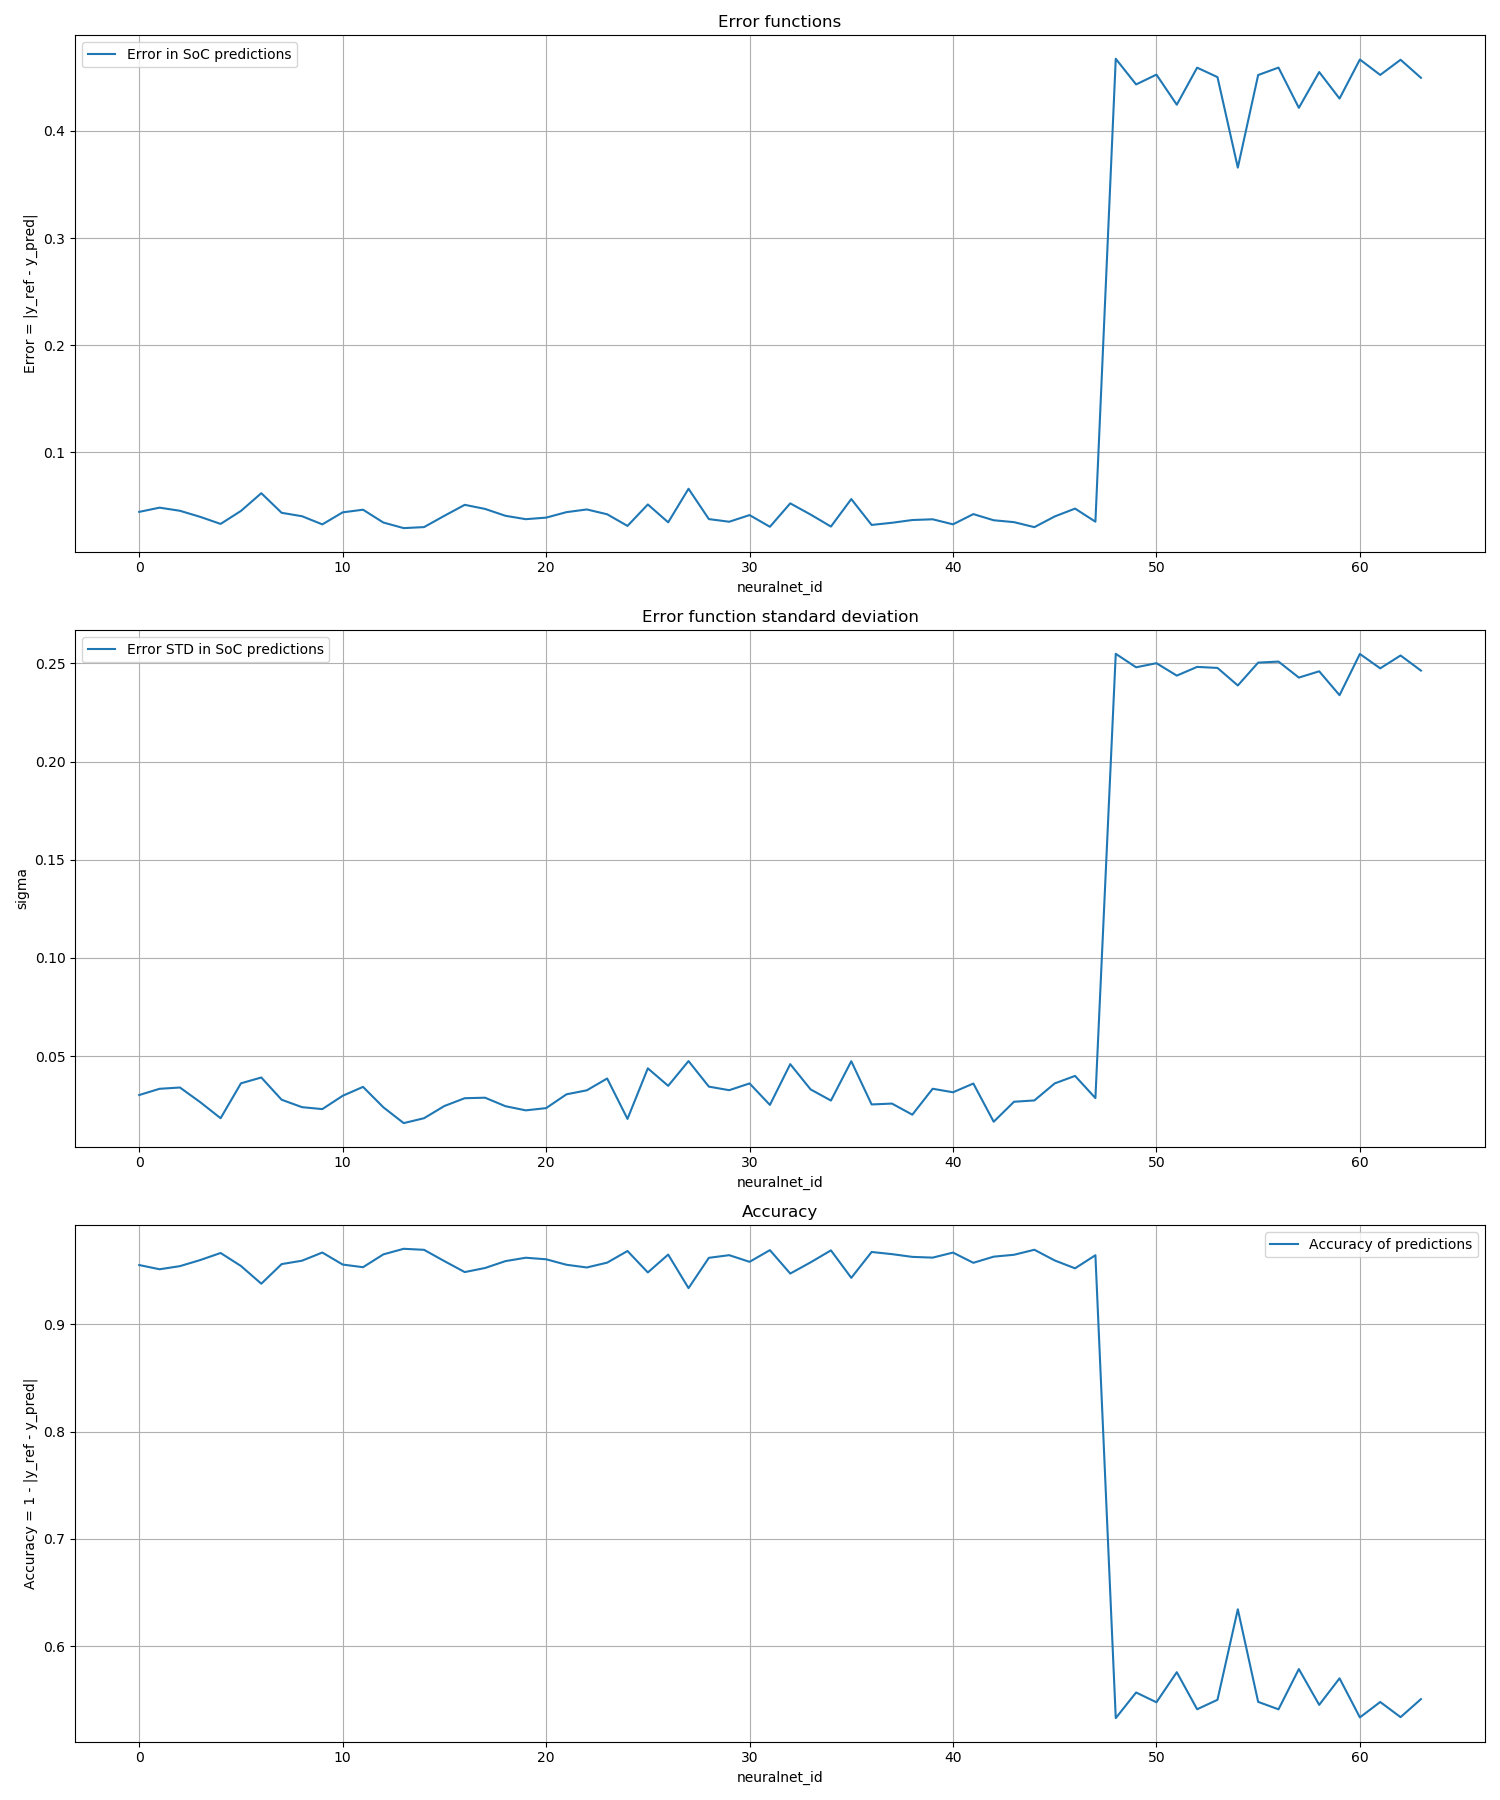 Error functions
Error in SoC predictions
Error = |y_ref - y_pred|
0.4
0.3
0.2
0.1
0 10 20 30 40 50 60
neuralnet_id
Error function standard deviation
Error STD in SoC predictions
sigma
0.25
0.20
0.15
0.10
0.05
0 10 20 30 40 50 60
neuralnet_id
Accuracy
Accuracy of predictions
Accuracy = 1 - |y_ref - y_pred|
0.9
0.8
0.7
0.6
0 10 20 30 40 50 60
neuralnet_id